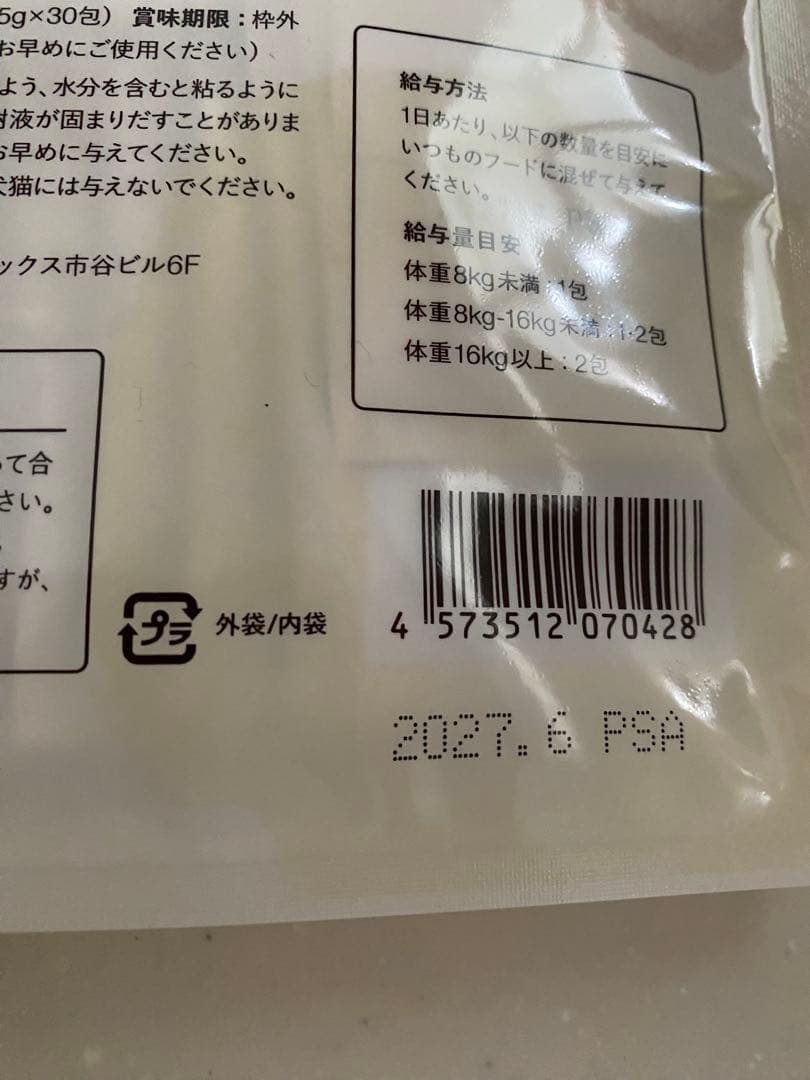 5g×30包） 賞味期限：枠外
お早めにご使用ください）
よう、水分を含むと粘るように
液が固まりだすことがありま
お早めに与えてください。
犬猫には与えないでください。
ックス市谷ビル6F
って合
さい。
すが、
給与方法
1日あたり、以下の数量を目安に
いつものフードに混ぜて与えて
ください。
給与量目安
体重8kg未満：1包
体重8kg-16kg未満：1-2包
体重16kg以上：2包
プラ 外袋/内袋
4 573512 070428
2027.6 PSA